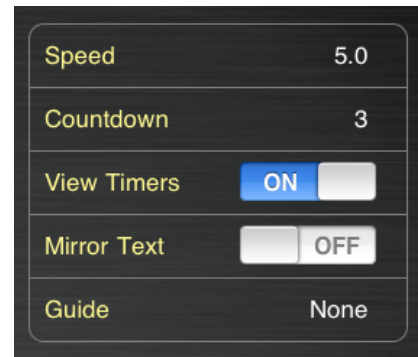 Speed 5.0
Countdown 3
View Timers ON
Mirror Text OFF
Guide None